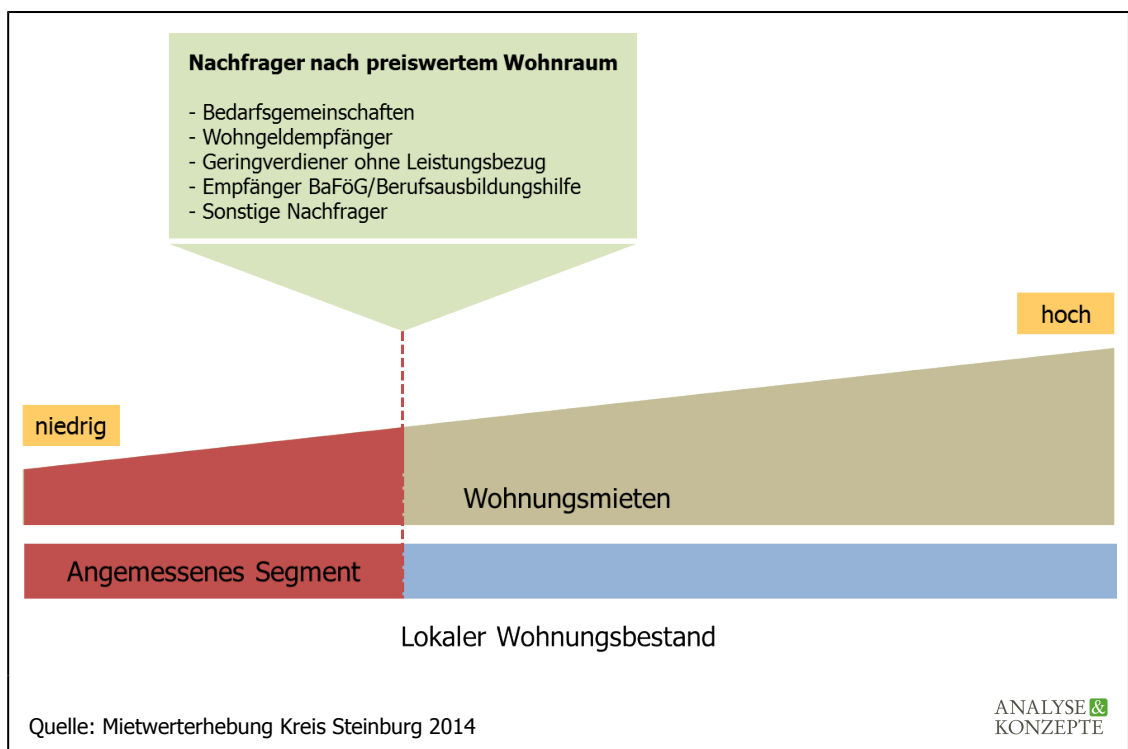 Nachfrager nach preiswertem Wohnraum
- Bedarfsgemeinschaften
- Wohngeldempfänger
- Geringverdiener ohne Leistungsbezug
- Empfänger BaFöG/Berufsausbildungshilfe
- Sonstige Nachfrager
hoch
niedrig
Wohnungsmieten
Angemessenes Segment
Lokaler Wohnungsbestand
Quelle: Mietwerterhebung Kreis Steinburg 2014
ANALYSE &
KONZEPTE